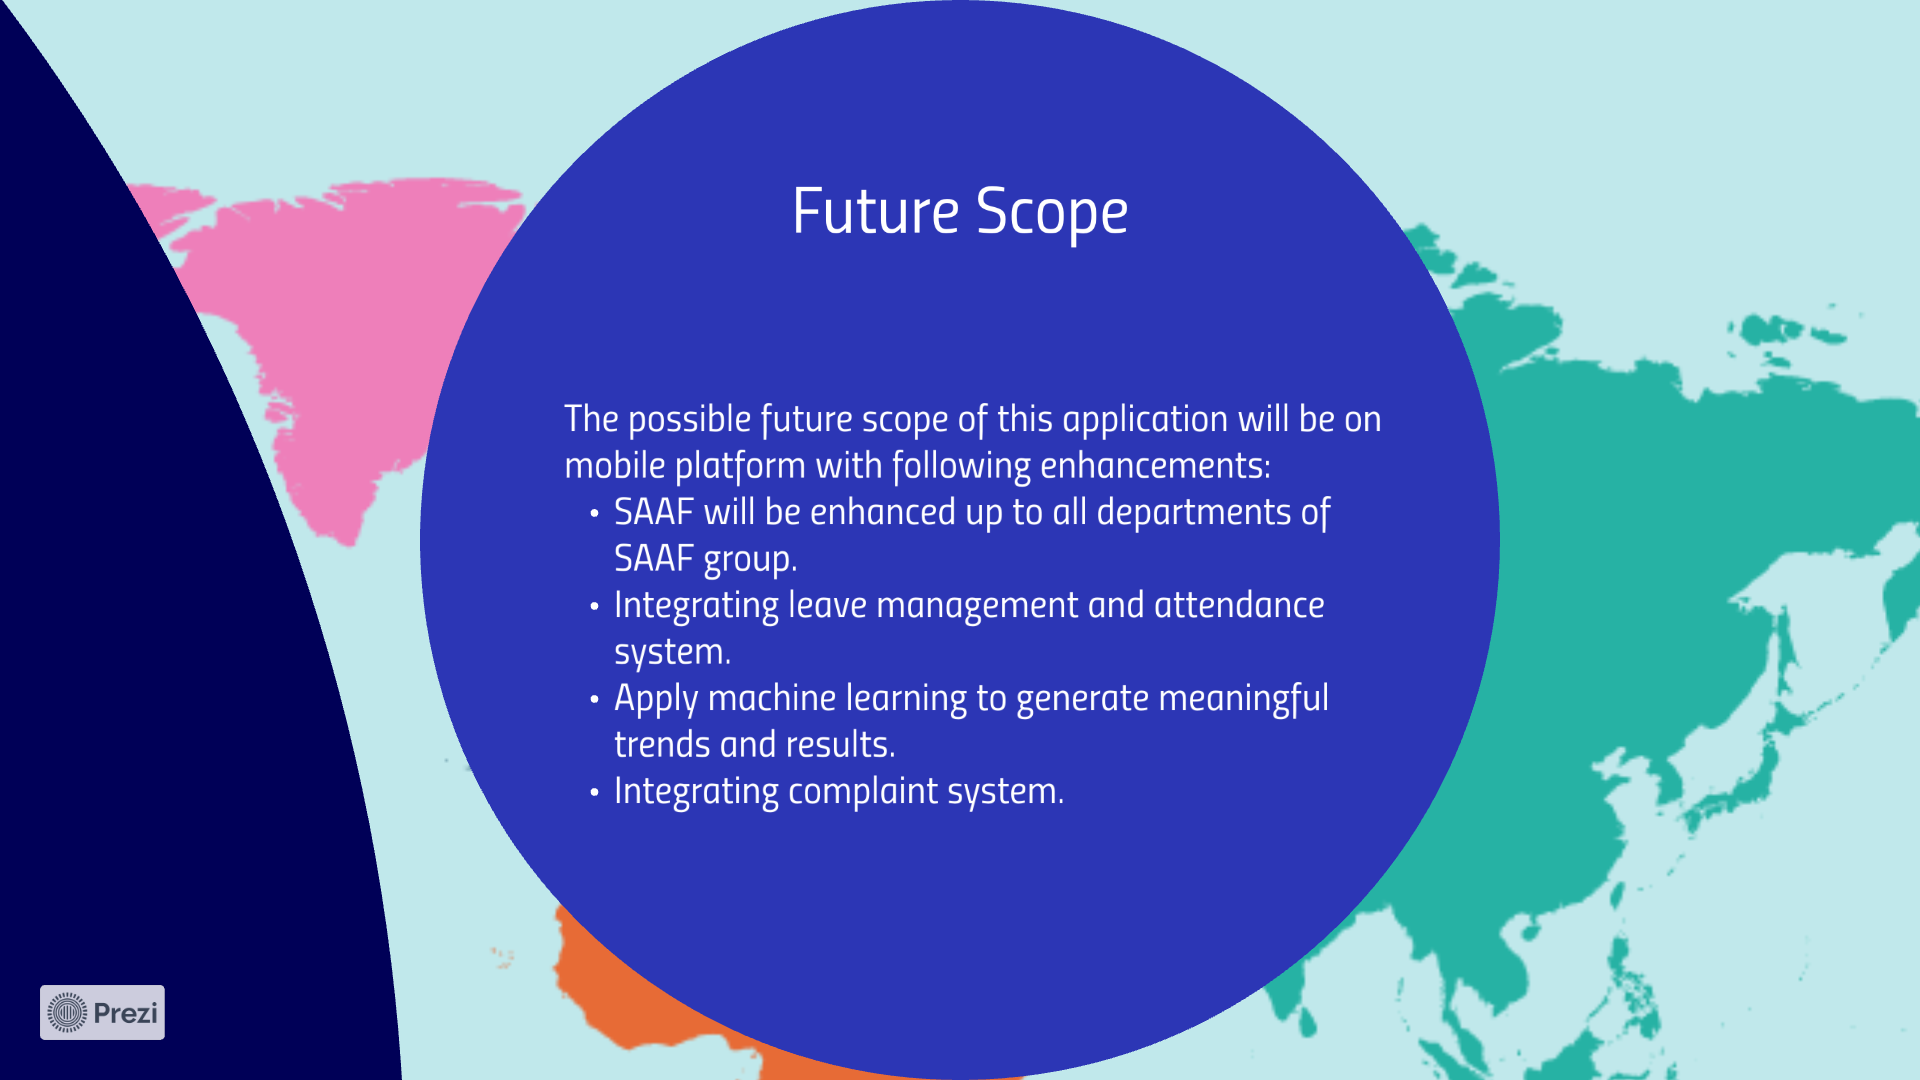 Future Scope
The possible future scope of this application will be on
mobile platform with following enhancements:
• SAAF will be enhanced up to all departments of
SAAF group.
• Integrating leave management and attendance
system.
• Apply machine learning to generate meaningful
trends and results.
• Integrating complaint system.
Prezi